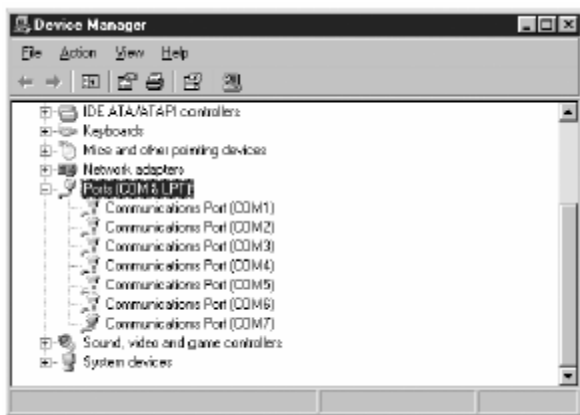 Device Manager
File Action View Help
IDE ATA/ATAPI controllers
Keyboards
Mice and other pointing devices
Network adapters
Ports (COM & LPT)
Communications Port (COM1)
Communications Port (COM2)
Communications Port (COM3)
Communications Port (COM4)
Communications Port (COM5)
Communications Port (COM6)
Communications Port (COM7)
Sound, video and game controllers
System devices